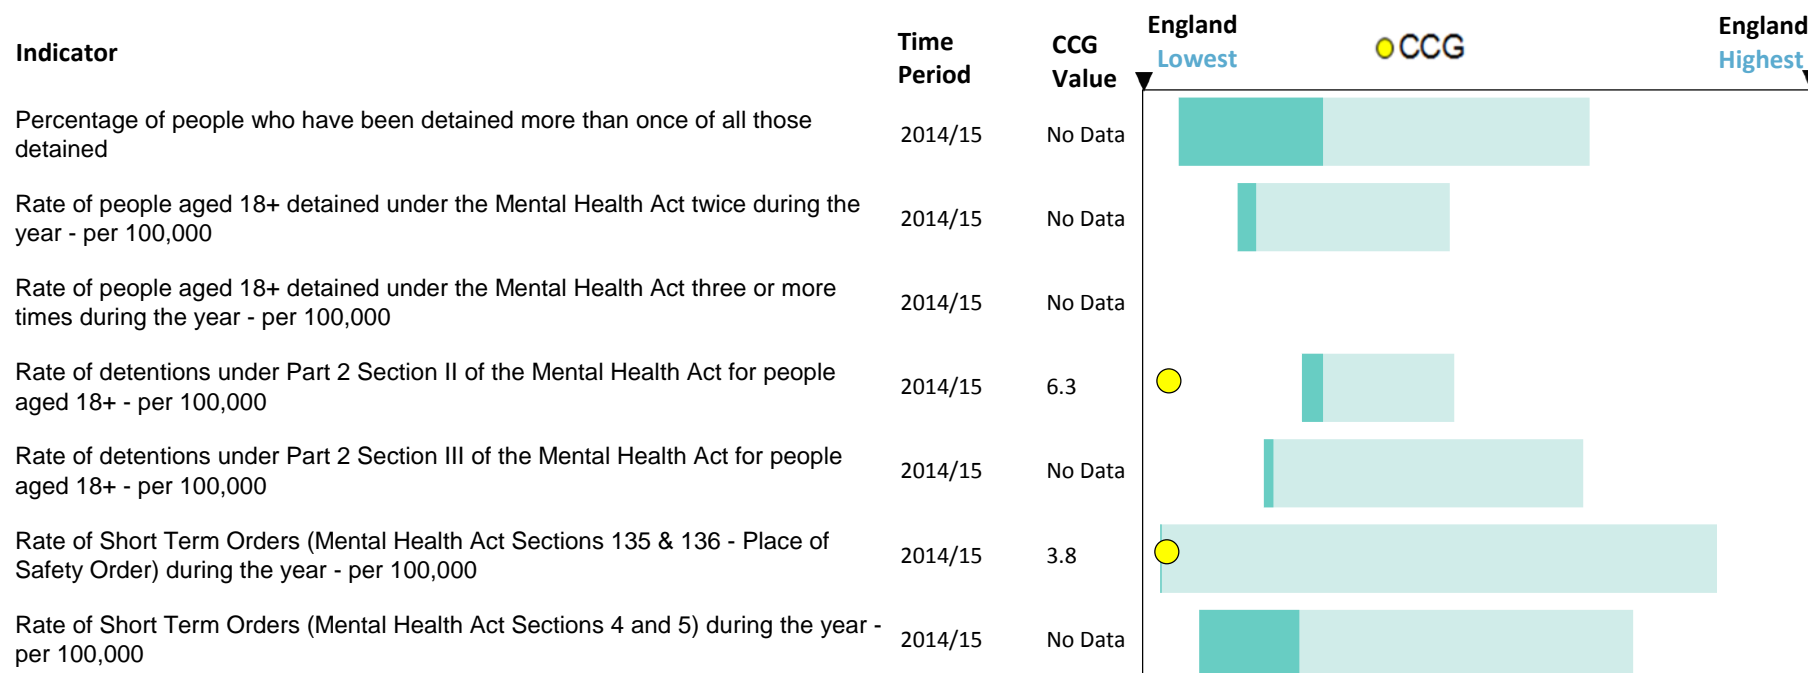 Indicator
Time Period
CCG Value
England Lowest
CCG
England Highest
Percentage of people who have been detained more than once of all those
detained
2014/15
No Data
Rate of people aged 18+ detained under the Mental Health Act twice during the
year - per 100,000
2014/15
No Data
Rate of people aged 18+ detained under the Mental Health Act three or more
times during the year - per 100,000
2014/15
No Data
Rate of detentions under Part 2 Section II of the Mental Health Act for people
aged 18+ - per 100,000
2014/15
6.3
Rate of detentions under Part 2 Section III of the Mental Health Act for people
aged 18+ - per 100,000
2014/15
No Data
Rate of Short Term Orders (Mental Health Act Sections 135 & 136 - Place of
Safety Order) during the year - per 100,000
2014/15
3.8
Rate of Short Term Orders (Mental Health Act Sections 4 and 5) during the year -
per 100,000
2014/15
No Data